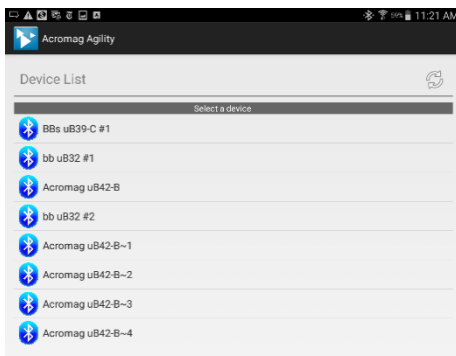 59% 11:21 AM
Acromag Agility
Device List
Select a device
BBs uB39-C #1
bb uB32 #1
Acromag uB42-B
bb uB32 #2
Acromag uB42-B~1
Acromag uB42-B~2
Acromag uB42-B~3
Acromag uB42-B~4